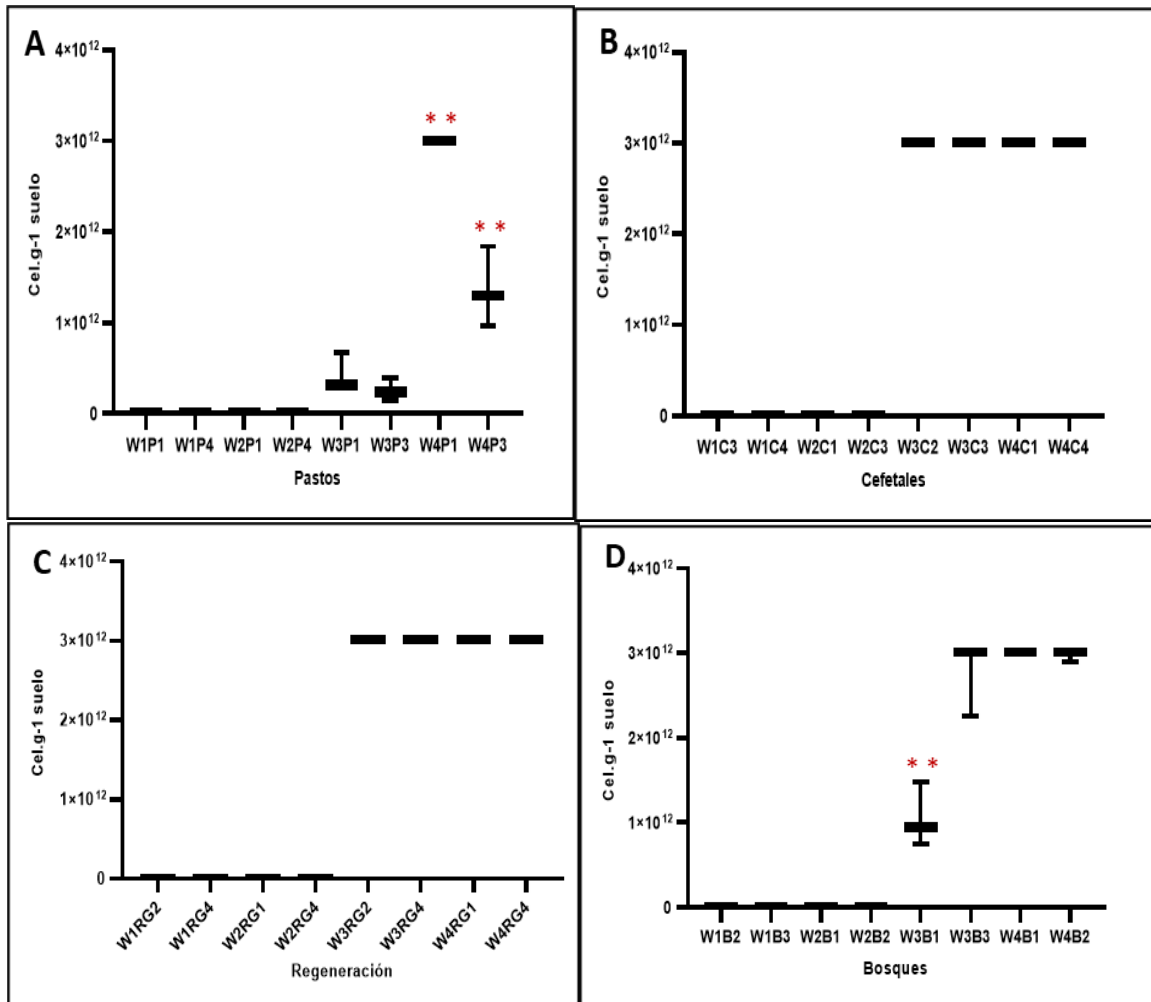 A
4×10¹²
3×10¹²
2×10¹²
1×10¹²
0
Cel.g-1 suelo
* *
* *
W1P1 W1P4 W2P1 W2P4 W3P1 W3P3 W4P1 W4P3
Pastos
B
4×10¹²
3×10¹²
2×10¹²
1×10¹²
0
Cel.g-1 suelo
W1C3 W1C4 W2C1 W2C3 W3C2 W3C3 W4C1 W4C4
Cefetales
C
4×10¹²
3×10¹²
2×10¹²
1×10¹²
0
Cel.g-1 suelo
W1RG2 W1RG4 W2RG1 W2RG4 W3RG2 W3RG4 W4RG1 W4RG4
Regeneración
D
4×10¹²
3×10¹²
2×10¹²
1×10¹²
0
Cel.g-1 suelo
* *
W1B2 W1B3 W2B1 W2B2 W3B1 W3B3 W4B1 W4B2
Bosques